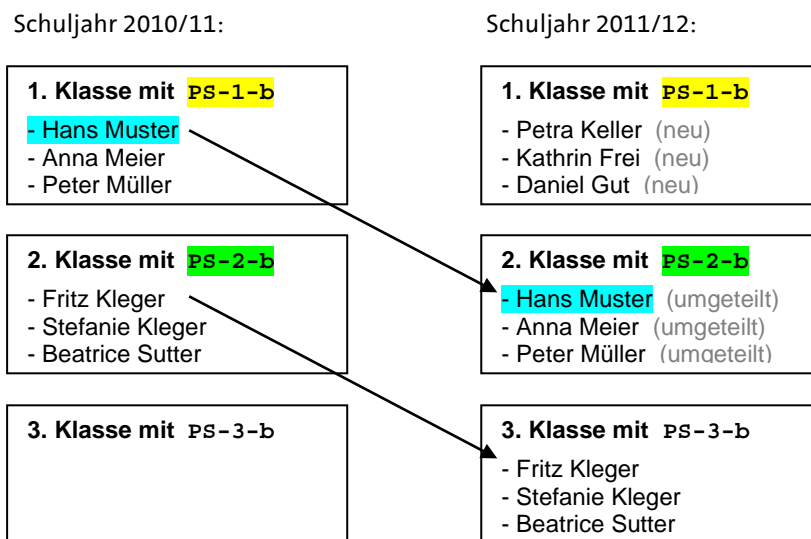 Schuljahr 2010/11:
1. Klasse mit PS-1-b
- Hans Muster
- Anna Meier
- Peter Müller
2. Klasse mit PS-2-b
- Fritz Kleger
- Stefanie Kleger
- Beatrice Sutter
3. Klasse mit PS-3-b
Schuljahr 2011/12:
1. Klasse mit PS-1-b
- Petra Keller (neu)
- Kathrin Frei (neu)
- Daniel Gut (neu)
2. Klasse mit PS-2-b
- Hans Muster (umgeteilt)
- Anna Meier (umgeteilt)
- Peter Müller (umgeteilt)
3. Klasse mit PS-3-b
- Fritz Kleger
- Stefanie Kleger
- Beatrice Sutter